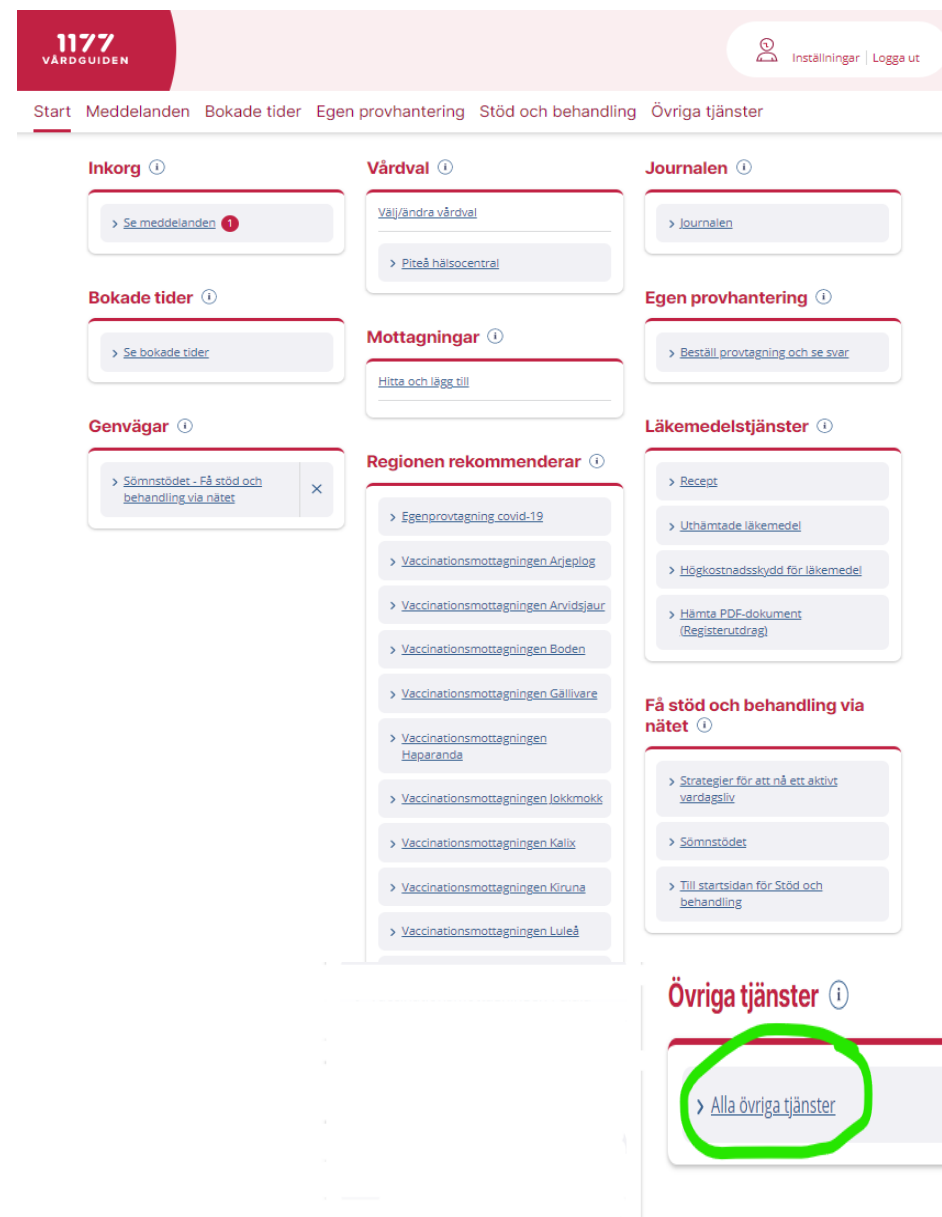 1177
VÅRDGUIDEN
Inställningar | Logga ut
Start Meddelanden Bokade tider Egen provhantering Stöd och behandling Övriga tjänster
Inkorg
Se meddelanden 1
Bokade tider
Se bokade tider
Genvägar
Sömnstödet - Få stöd och
behandling via nätet
Vårdval
Välj/ändra vårdval
Piteå hälsocentral
Mottagningar
Hitta och lägg till
Regionen rekommenderar
Egenprovtagning covid-19
Vaccinationsmottagningen Arjeplog
Vaccinationsmottagningen Arvidsjaur
Vaccinationsmottagningen Boden
Vaccinationsmottagningen Gällivare
Vaccinationsmottagningen
Haparanda
Vaccinationsmottagningen Jokkmokk
Vaccinationsmottagningen Kalix
Vaccinationsmottagningen Kiruna
Vaccinationsmottagningen Luleå
Journalen
Journalen
Egen provhantering
Beställ provtagning och se svar
Läkemedelstjänster
Recept
Uthämtade läkemedel
Högkostnadsskydd för läkemedel
Hämta PDF-dokument
(Registerutdrag)
Få stöd och behandling via
nätet
Strategier för att nå ett aktivt
vardagsliv
Sömnstödet
Till startsidan för Stöd och
behandling
Övriga tjänster
Alla övriga tjänster